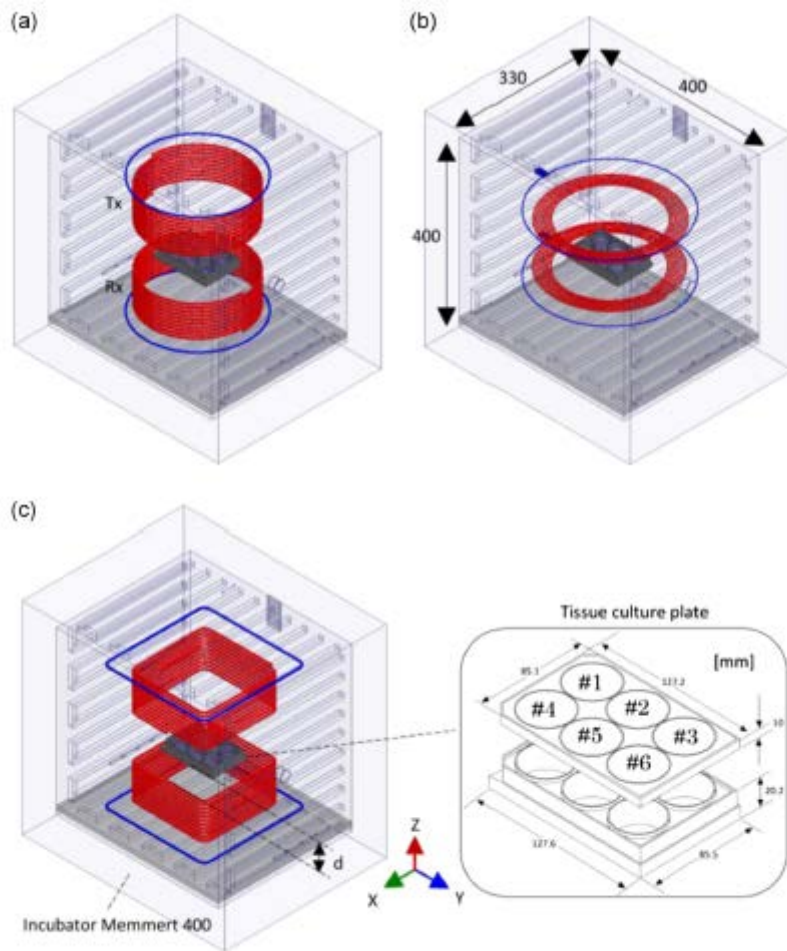 (a)
(b)
330
400
Tx
400
Rx
(c)
Tissue culture plate
[mm]
85.1
127.2
#1
#4
#2
10
#5
#3
#6
20.2
d
Z
127.6
85.5
X
Y
Incubator Memmert 400